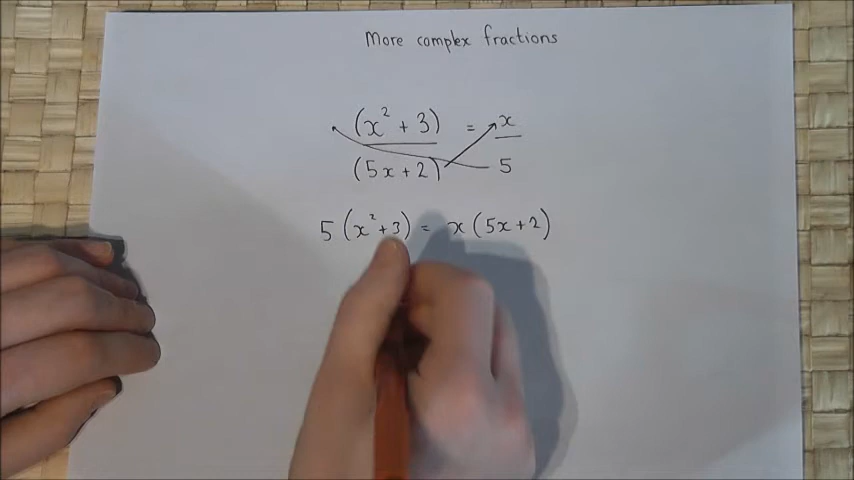 More complex fractions
(x² + 3) = x
(5x + 2) 5
5(x² + 3) = x(5x + 2)